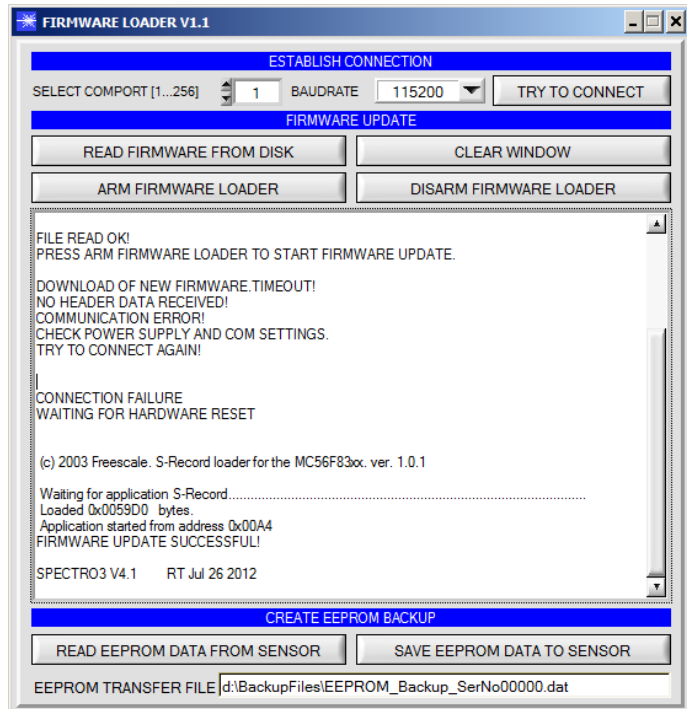 FIRMWARE LOADER V1.1
ESTABLISH CONNECTION
SELECT COMPORT [1...256] 1 BAUDRATE 115200 TRY TO CONNECT
FIRMWARE UPDATE
READ FIRMWARE FROM DISK CLEAR WINDOW
ARM FIRMWARE LOADER DISARM FIRMWARE LOADER
FILE READ OK!
PRESS ARM FIRMWARE LOADER TO START FIRMWARE UPDATE.
DOWNLOAD OF NEW FIRMWARE.TIMEOUT!
NO HEADER DATA RECEIVED!
COMMUNICATION ERROR!
CHECK POWER SUPPLY AND COM SETTINGS.
TRY TO CONNECT AGAIN!
CONNECTION FAILURE
WAITING FOR HARDWARE RESET
(c) 2003 Freescale. S-Record loader for the MC56F83xx. ver. 1.0.1
Waiting for application S-Record...............................................................................................
Loaded 0x0059D0 bytes.
Application started from address 0x00A4
FIRMWARE UPDATE SUCCESSFUL!
SPECTRO3 V4.1 RT Jul 26 2012
CREATE EEPROM BACKUP
READ EEPROM DATA FROM SENSOR SAVE EEPROM DATA TO SENSOR
EEPROM TRANSFER FILE d:\BackupFiles\EEPROM_Backup_SerNo00000.dat